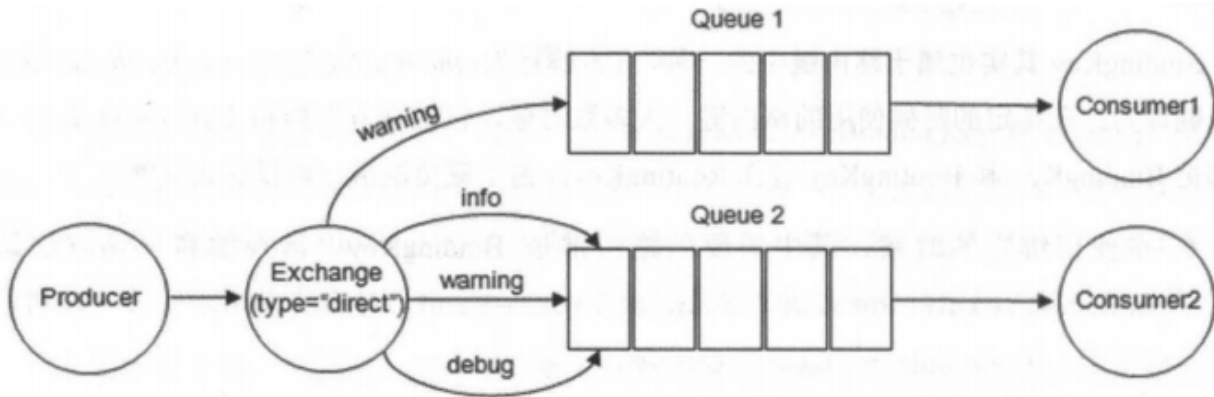 Queue 1
warning
Consumer1
info
Queue 2
Producer
Exchange
(type="direct")
warning
Consumer2
debug